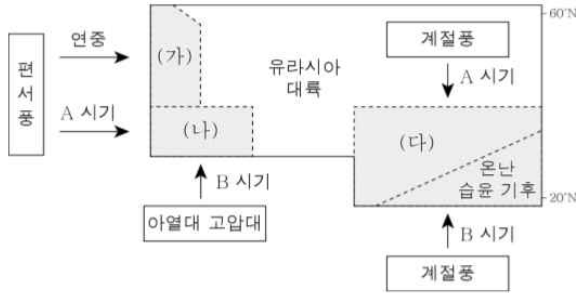 60°N
연중
계절풍
편서풍
(가)
유라시아
대륙
A 시기
A 시기
(나)
(다)
온난
습윤 기후
B 시기
20°N
아열대 고압대
B 시기
계절풍